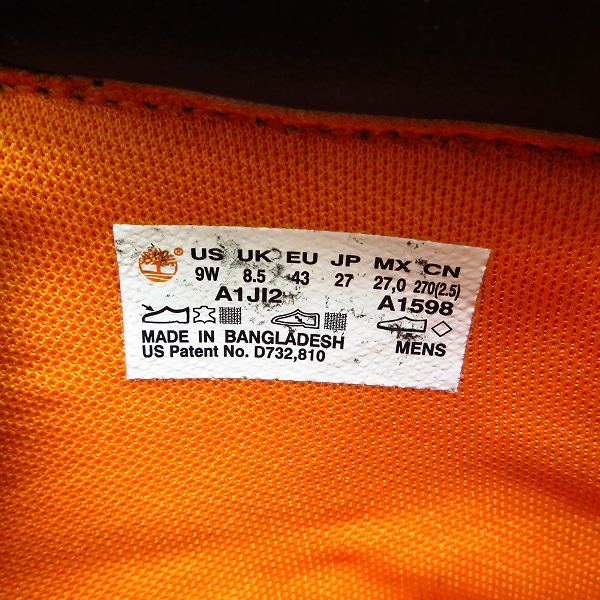 ® US UK EU JP MX CN
9W 8.5 43 27 27,0 270(2.5)
A1JI2 A1598
MADE IN BANGLADESH
US Patent No. D732,810 MENS